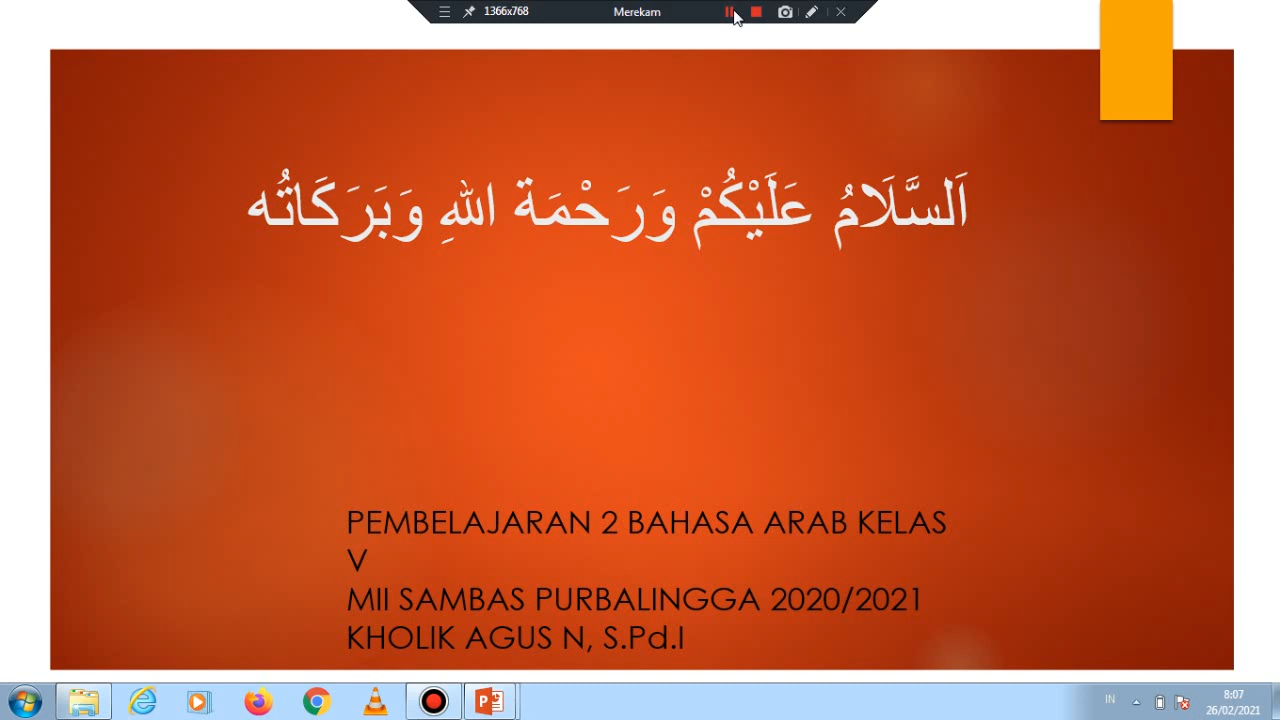 1366x768
Merekam
اَلسَّلَامُ عَلَيْكُمْ وَرَحْمَة اللهِ وَبَرَكَاتُه
PEMBELAJARAN 2 BAHASA ARAB KELAS
V
MII SAMBAS PURBALINGGA 2020/2021
KHOLIK AGUS N, S.Pd.I
IN
8:07
26/02/2021